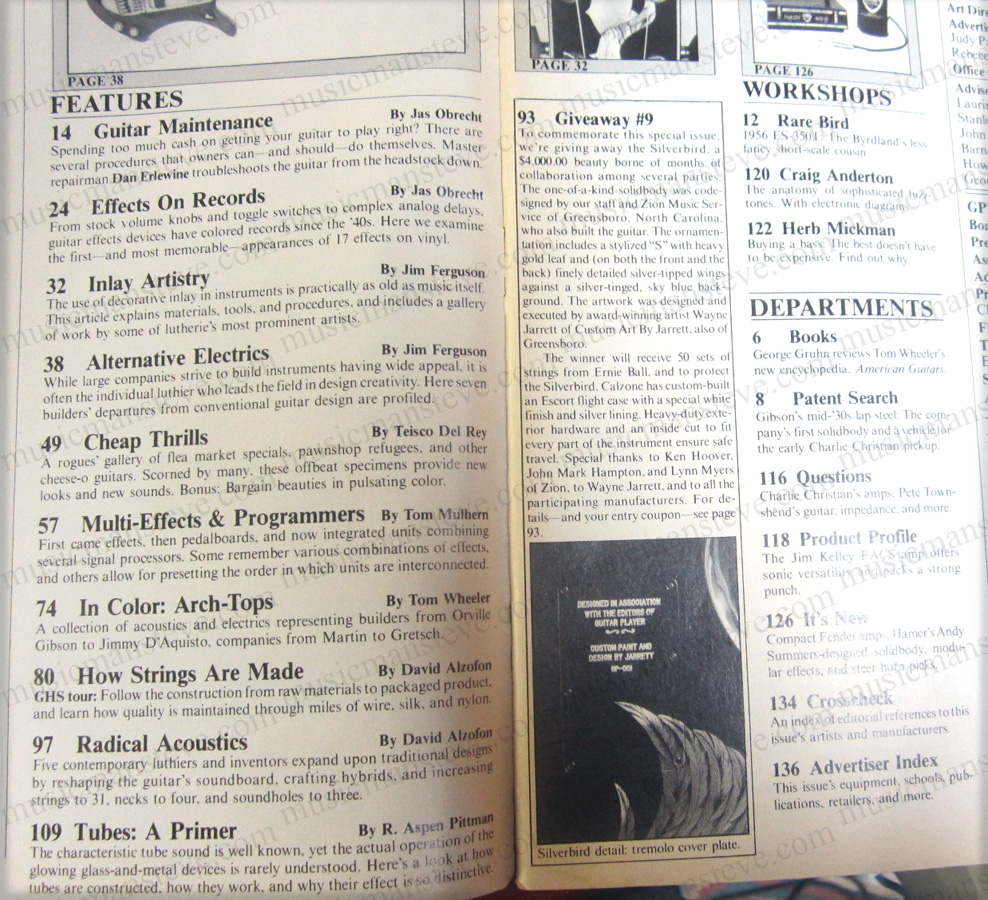 PAGE 38
FEATURES
14 Guitar Maintenance By Jas Obrecht
Spending too much cash on getting your guitar to play right? There are
several procedures that owners can—and should—do themselves. Master
repairman Dan Erlewine troubleshoots the guitar from the headstock down.
24 Effects On Records By Jas Obrecht
From stock volume knobs and toggle switches to complex analog delays,
guitar effects devices have colored records since the '40s. Here we examine
the first—and most memorable—appearances of 17 effects on vinyl.
32 Inlay Artistry By Jim Ferguson
The use of decorative inlay in instruments is practically as old as music itself.
This article explains materials, tools, and procedures, and includes a gallery
of work by some of lutherie's most prominent artists.
38 Alternative Electrics By Jim Ferguson
While large companies strive to build instruments having wide appeal, it is
often the individual luthier who leads the field in design creativity. Here seven
builders' departures from conventional guitar design are profiled.
49 Cheap Thrills By Teisco Del Rey
A rogues' gallery of flea market specials, pawnshop refugees, and other
cheese-o guitars. Scorned by many, these offbeat specimens provide new
looks and new sounds. Bonus: Bargain beauties in pulsating color.
57 Multi-Effects & Programmers By Tom Mulhern
First came effects, then pedalboards, and now integrated units combining
several signal processors. Some remember various combinations of effects,
and others allow for presetting the order in which units are interconnected.
74 In Color: Arch-Tops By Tom Wheeler
A collection of acoustics and electrics representing builders from Orville
Gibson to Jimmy D'Aquisto, companies from Martin to Gretsch.
80 How Strings Are Made By David Alzofon
GHS tour: Follow the construction from raw materials to packaged product,
and learn how quality is maintained through miles of wire, silk, and nylon.
97 Radical Acoustics By David Alzofon
Five contemporary luthiers and inventors expand upon traditional designs
by reshaping the guitar's soundboard, crafting hybrids, and increasing
strings to 31, necks to four, and soundholes to three.
109 Tubes: A Primer By R. Aspen Pittman
The characteristic tube sound is well known, yet the actual operation of the
glowing glass-and-metal devices is rarely understood. Here's a look at how
tubes are constructed, how they work, and why their effect is so distinctive.
PAGE 32
93 Giveaway #9
To commemorate this special issue,
we're giving away the Silverbird, a
$4,000.00 beauty borne of months of
collaboration among several parties.
The one-of-a-kind solidbody was code-
signed by our staff and Zion Music Ser-
vice of Greensboro, North Carolina,
who also built the guitar. The ornamen-
tation includes a stylized "S" with heavy
gold leaf and (on both the front and the
back) finely detailed silver-tipped wings
against a silver-tinged, sky blue back-
ground. The artwork was designed and
executed by award-winning artist Wayne
Jarrett of Custom Art By Jarrett, also of
Greensboro.
The winner will receive 50 sets of
strings from Ernie Ball, and to protect
the Silverbird, Calzone has custom-built
an Escort flight case with a special white
finish and silver lining. Heavy-duty exte-
rior hardware and an inside cut to fit
every part of the instrument ensure safe
travel. Special thanks to Ken Hoover,
John Mark Hampton, and Lynn Myers
of Zion, to Wayne Jarrett, and to all the
participating manufacturers. For de-
tails—and your entry coupon—see page
93.
DESIGNED IN ASSOCIATION
WITH THE EDITORS OF
GUITAR PLAYER
CUSTOM PAINT AND
DESIGN BY JARRETT
GP-001
Silverbird detail: tremolo cover plate.
PAGE 126
WORKSHOPS
12 Rare Bird
1956 ES-350T: The Byrdland's less
fancy short-scale cousin.
120 Craig Anderton
The anatomy of sophisticated fuzz
tones. With electronic diagram.
122 Herb Mickman
Buying a bass? The best doesn't have
to be expensive. Find out why.
DEPARTMENTS
6 Books
George Gruhn reviews Tom Wheeler's
new encyclopedia, American Guitars.
8 Patent Search
Gibson's mid-'30s lap steel: The com-
pany's first solidbody and a vehicle for
the early Charlie Christian pickup.
116 Questions
Charlie Christian's amps, Pete Town-
shend's guitar, impedance, and more.
118 Product Profile
The Jim Kelley FACS amp offers
sonic versatility and packs a strong
punch.
126 It's New
Compact Fender amp, Hamer's Andy
Summers-designed solidbody, modu-
lar effects, and steer horn picks.
134 Crosscheck
An index of editorial references to this
issue's artists and manufacturers.
136 Advertiser Index
This issue's equipment, schools, pub-
lications, retailers, and more.
Art Dire
Adverti
Judy P
Office
Advis
John
How
GP
musicmansteve.com